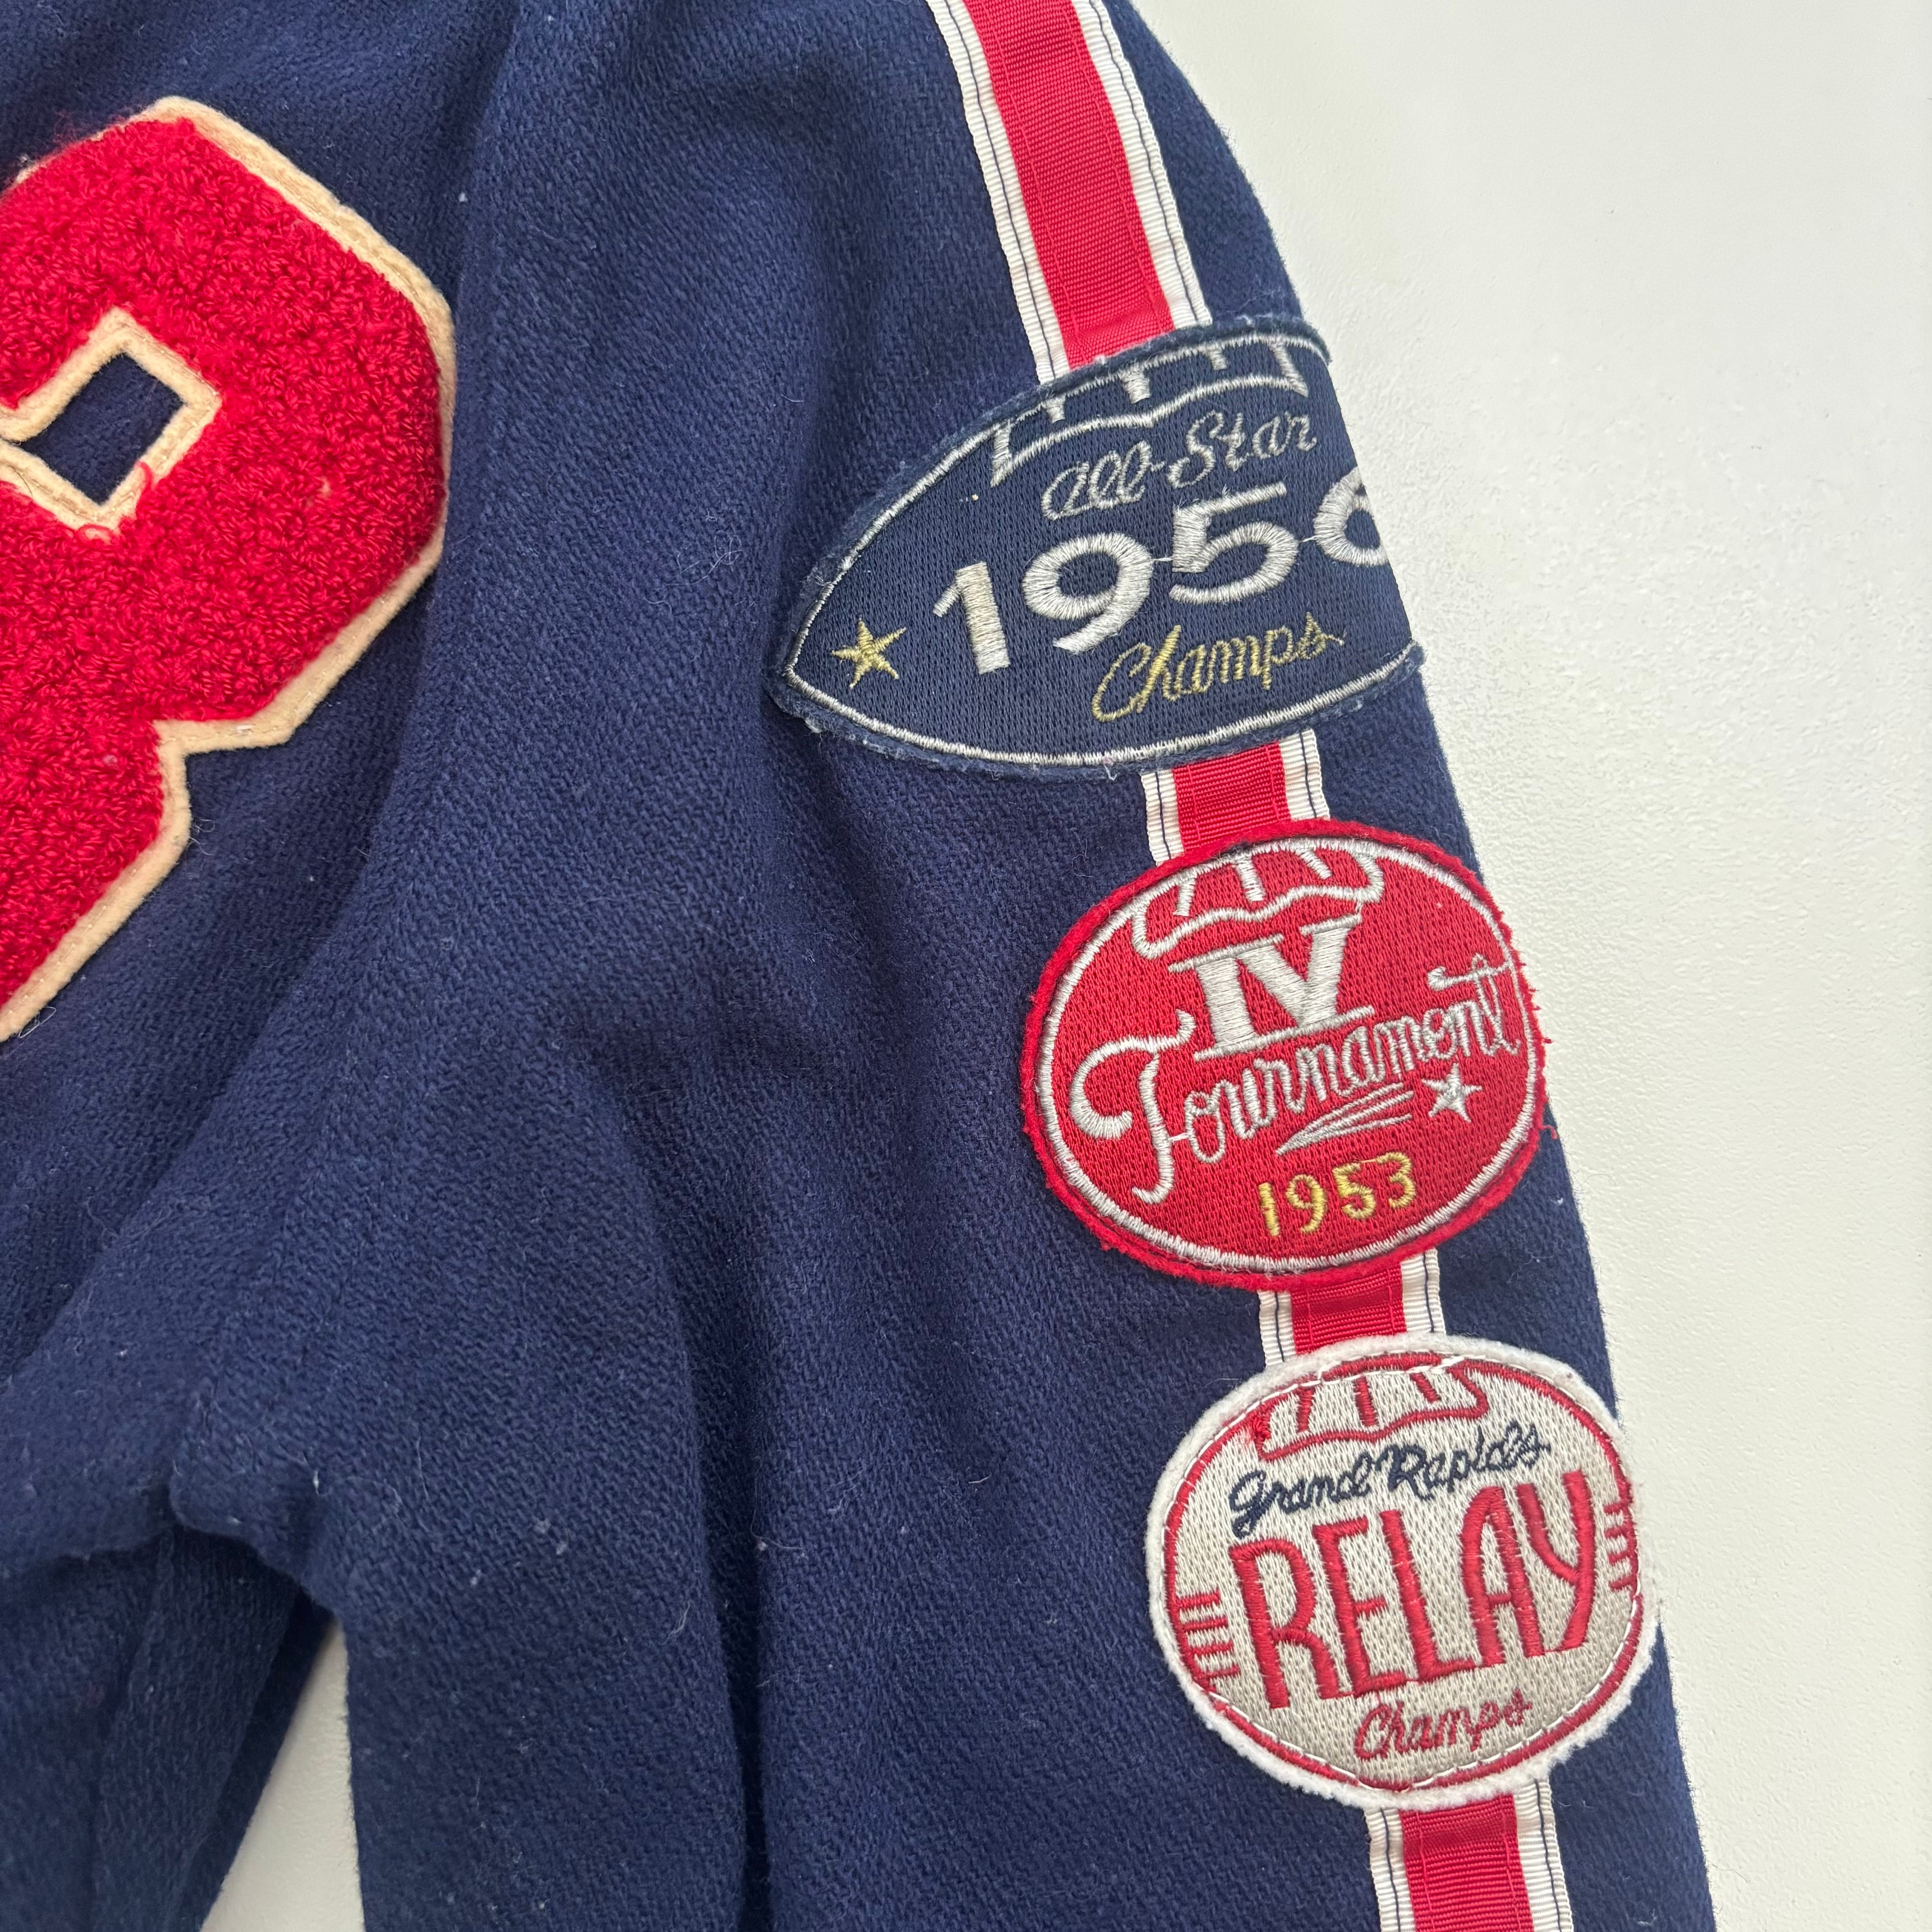 All-Star
1956
Champs
IV
Tournament
1953
Grand Rapids
RELAY
Champs